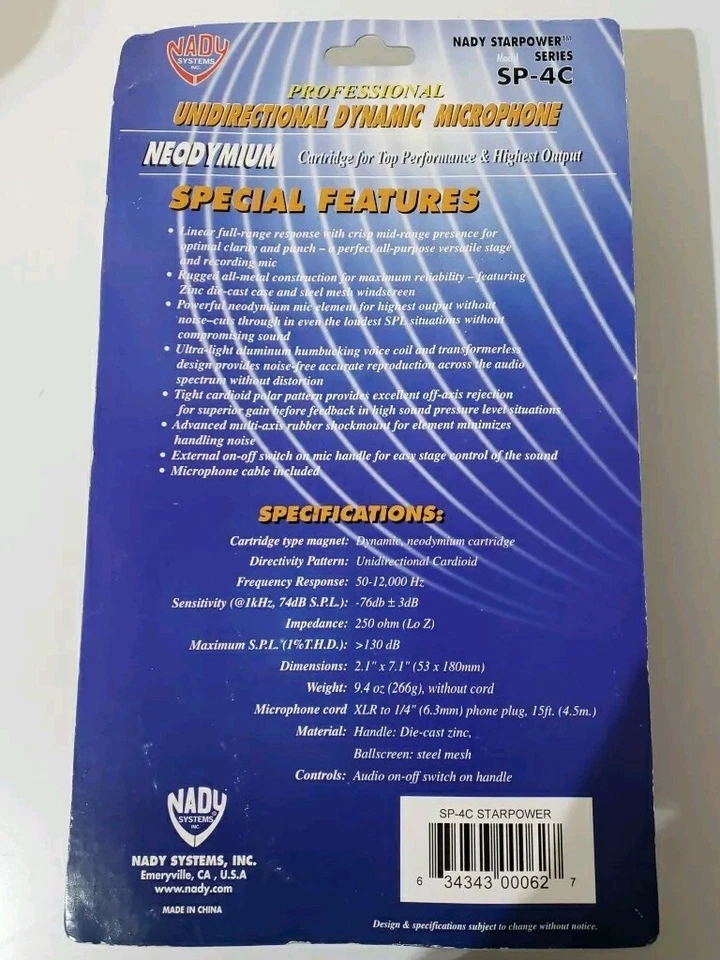 NADY
SYSTEMS
INC.
NADY STARPOWER™
Model SERIES
SP-4C
PROFESSIONAL
UNIDIRECTIONAL DYNAMIC MICROPHONE
NEODYMIUM Cartridge for Top Performance & Highest Output
SPECIAL FEATURES
• Linear full-range response with crisp mid-range presence for
optimal clarity and punch – a perfect all-purpose versatile stage
and recording mic
• Rugged all-metal construction for maximum reliability – featuring
Zinc die-cast case and steel mesh windscreen
• Powerful neodymium mic element for highest output without
noise–cuts through in even the loudest SPL situations without
compromising sound
• Ultra-light aluminum humbucking voice coil and transformerless
design provides noise-free accurate reproduction across the audio
spectrum without distortion
• Tight cardioid polar pattern provides excellent off-axis rejection
for superior gain before feedback in high sound pressure level situations
• Advanced multi-axis rubber shockmount for element minimizes
handling noise
• External on-off switch on mic handle for easy stage control of the sound
• Microphone cable included
SPECIFICATIONS:
Cartridge type magnet: Dynamic, neodymium cartridge
Directivity Pattern: Unidirectional Cardioid
Frequency Response: 50-12,000 Hz
Sensitivity (@1kHz, 74dB S.P.L.): -76db ± 3dB
Impedance: 250 ohm (Lo Z)
Maximum S.P.L. (1%T.H.D.): >130 dB
Dimensions: 2.1" x 7.1" (53 x 180mm)
Weight: 9.4 oz (266g), without cord
Microphone cord XLR to 1/4" (6.3mm) phone plug, 15ft. (4.5m.)
Material: Handle: Die-cast zinc,
Ballscreen: steel mesh
Controls: Audio on-off switch on handle
NADY
SYSTEMS®
INC.
NADY SYSTEMS, INC.
Emeryville, CA , U.S.A
www.nady.com
MADE IN CHINA
SP-4C STARPOWER
6 34343 00062 7
Design & specifications subject to change without notice.